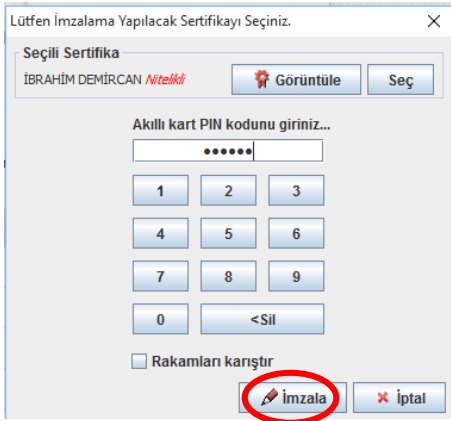 Lütfen İmzalama Yapılacak Sertifikayı Seçiniz.
Seçili Sertifika
İBRAHİM DEMİRCAN Nitelikli Görüntüle Seç
Akıllı kart PIN kodunu giriniz...
••••••
1 2 3
4 5 6
7 8 9
0 <Sil
Rakamları karıştır
İmzala İptal